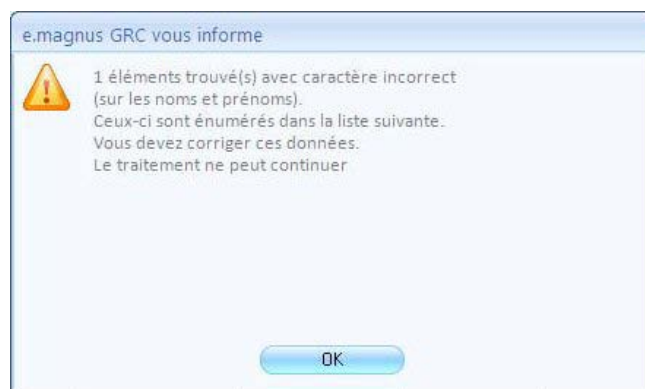 e.magnus GRC vous informe
1 éléments trouvé(s) avec caractère incorrect
(sur les noms et prénoms).
Ceux-ci sont énumérés dans la liste suivante.
Vous devez corriger ces données.
Le traitement ne peut continuer
OK